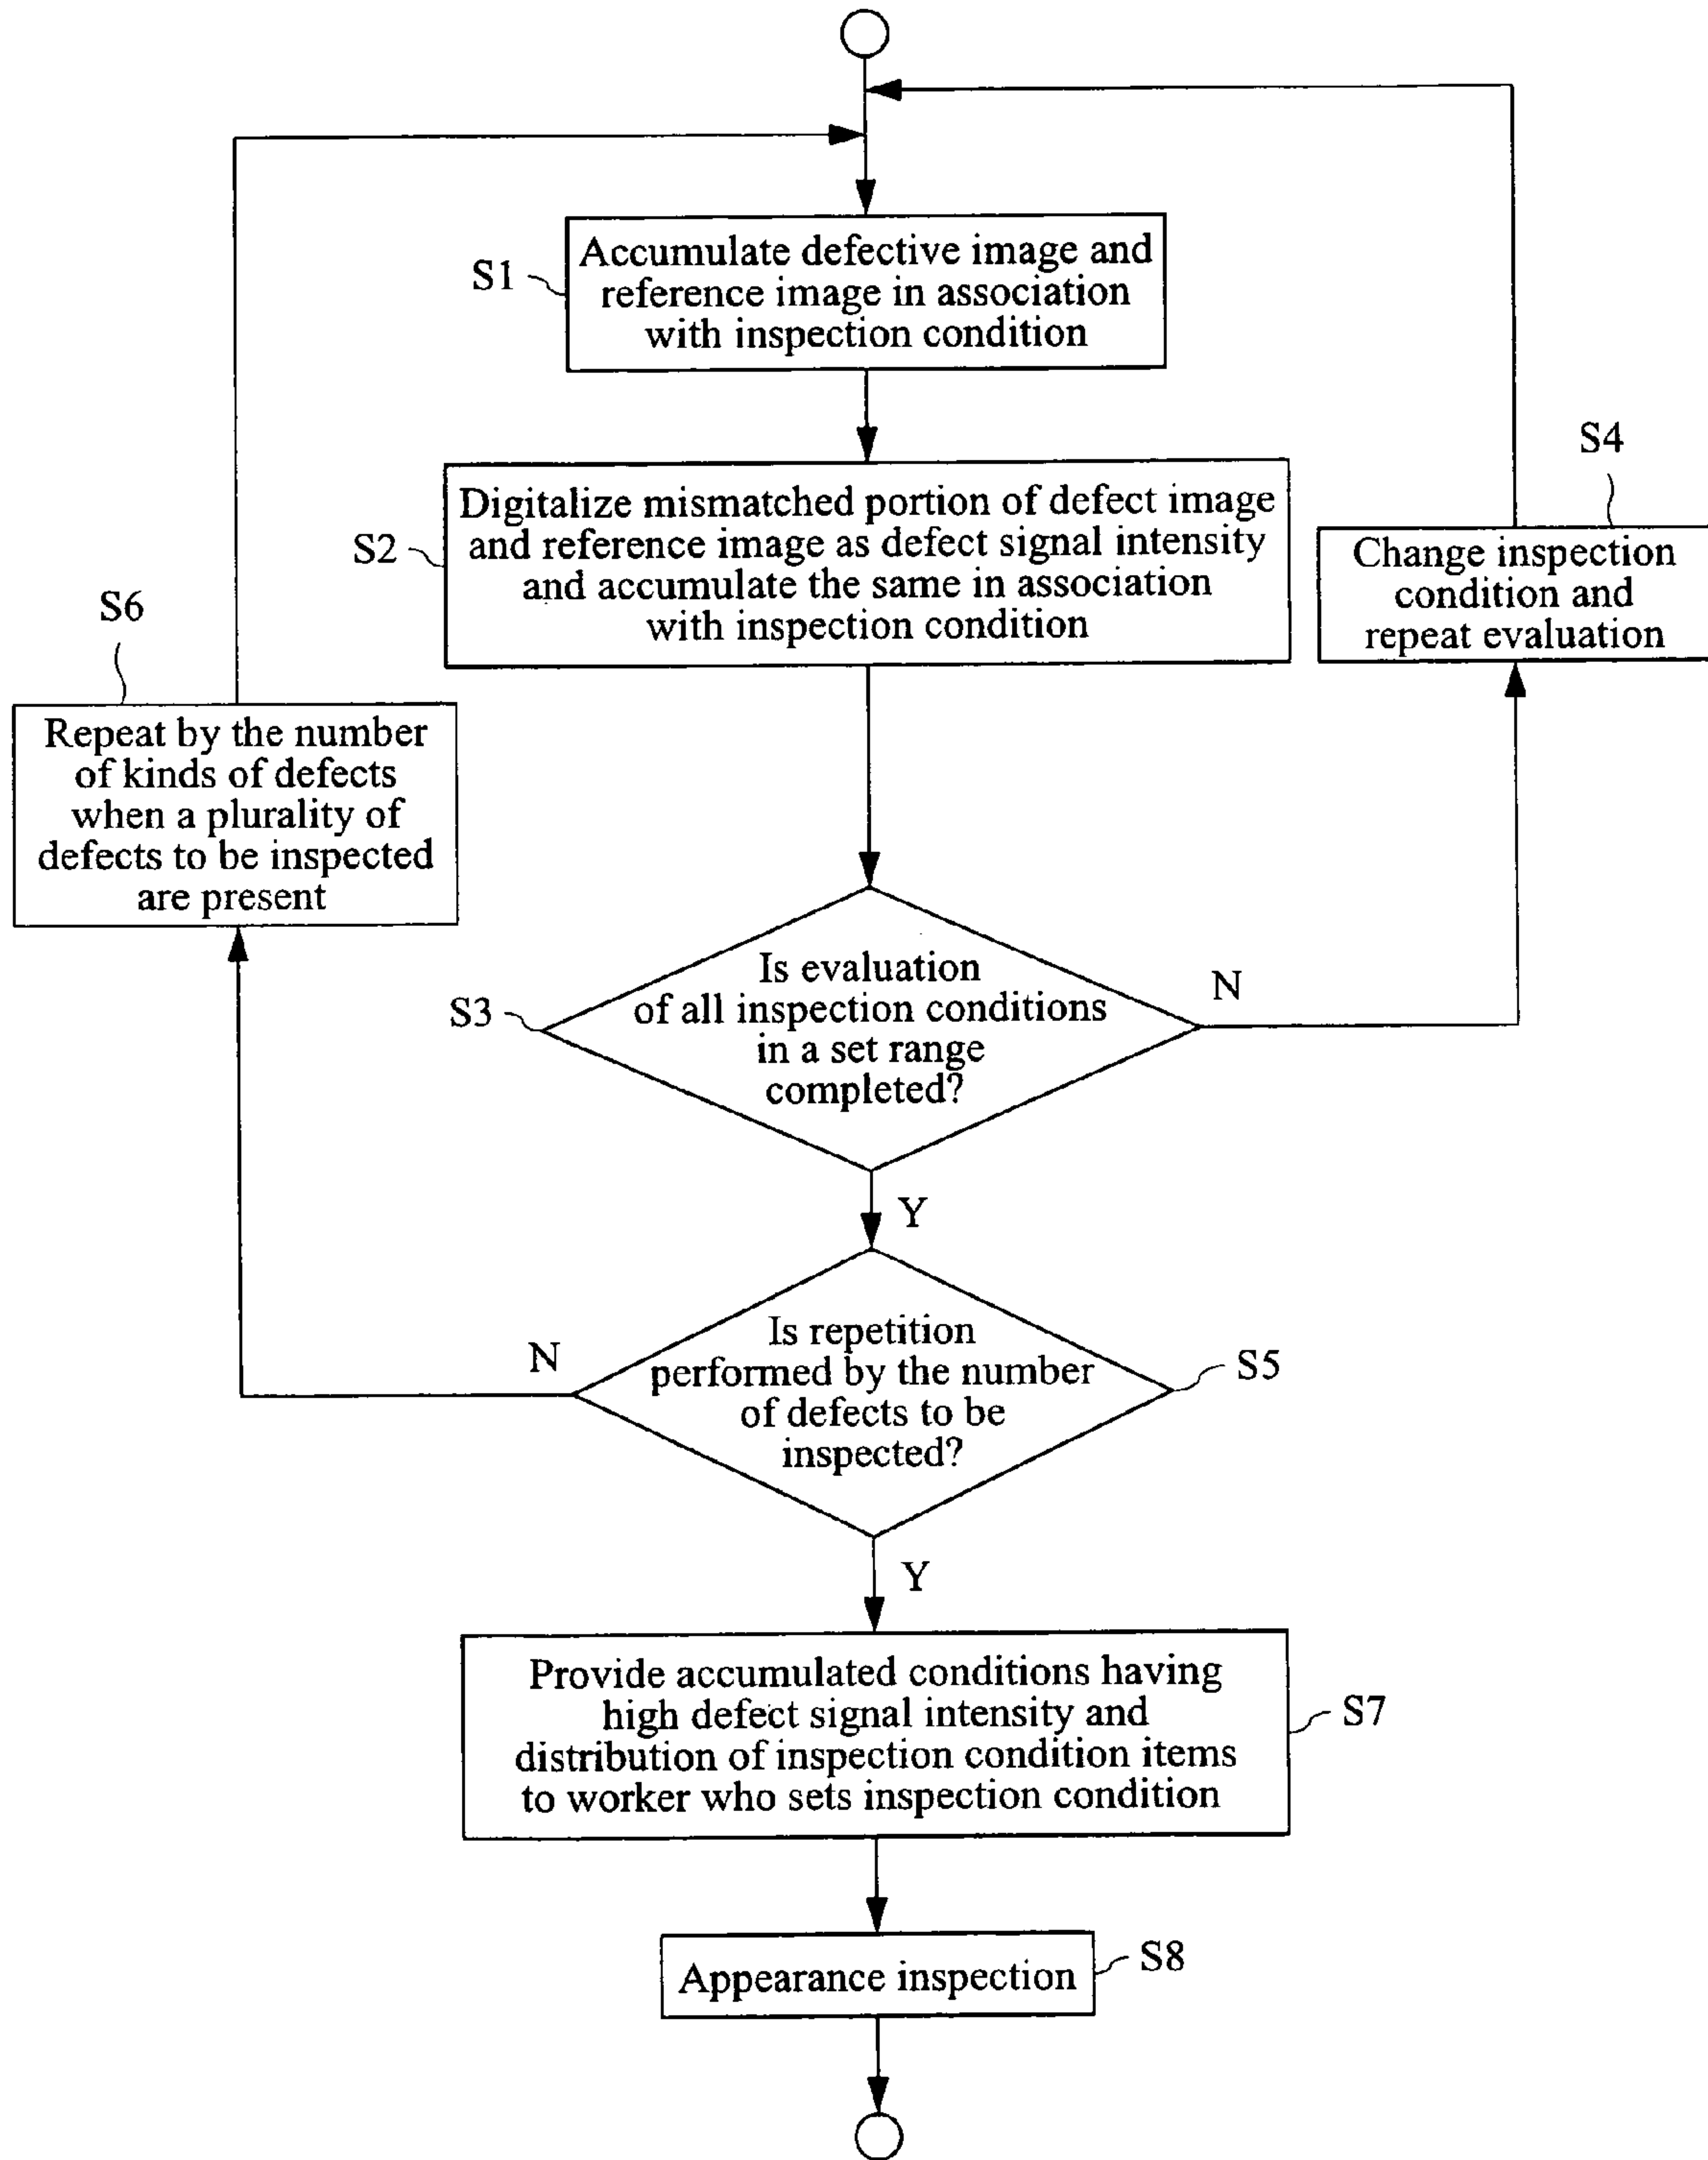 S1
Accumulate defective image and
reference image in association
with inspection condition
S2
Digitalize mismatched portion of defect image
and reference image as defect signal intensity
and accumulate the same in association
with inspection condition
S4
Change inspection
condition and
repeat evaluation
S6
Repeat by the number
of kinds of defects
when a plurality of
defects to be inspected
are present
S3
Is evaluation
of all inspection conditions
in a set range
completed?
N
Y
Is repetition
performed by the number
of defects to be
inspected?
N
S5
Y
Provide accumulated conditions having
high defect signal intensity and
distribution of inspection condition items
to worker who sets inspection condition
S7
Appearance inspection
S8